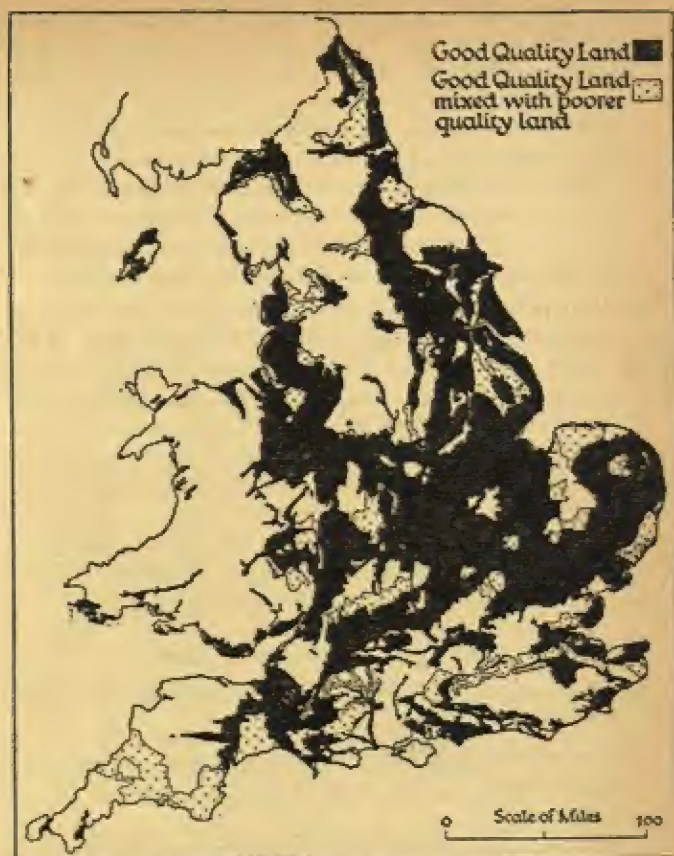 Good Quality Land
Good Quality Land
mixed with poorer
quality land
0 Scale of Miles 100